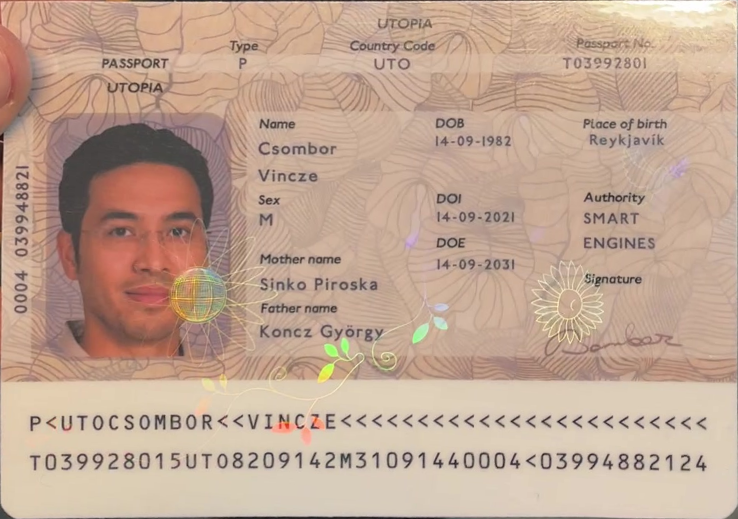 UTOPIA
Type Country Code Passport No.
PASSPORT P UTO T03992801
UTOPIA
Name DOB Place of birth
Csombor 14-09-1982 Reykjavík
Vincze
Sex DOI Authority
M 14-09-2021 SMART
DOE ENGINES
Mother name 14-09-2031
Sinko Piroska Signature
Father name
Koncz György
Csombor
0004 039948821
P<UTOCSOMBOR<<VINCZE<<<<<<<<<<<<<<<<<<<<<<<<
T039928015UTO8209142M31091440004<03994882124